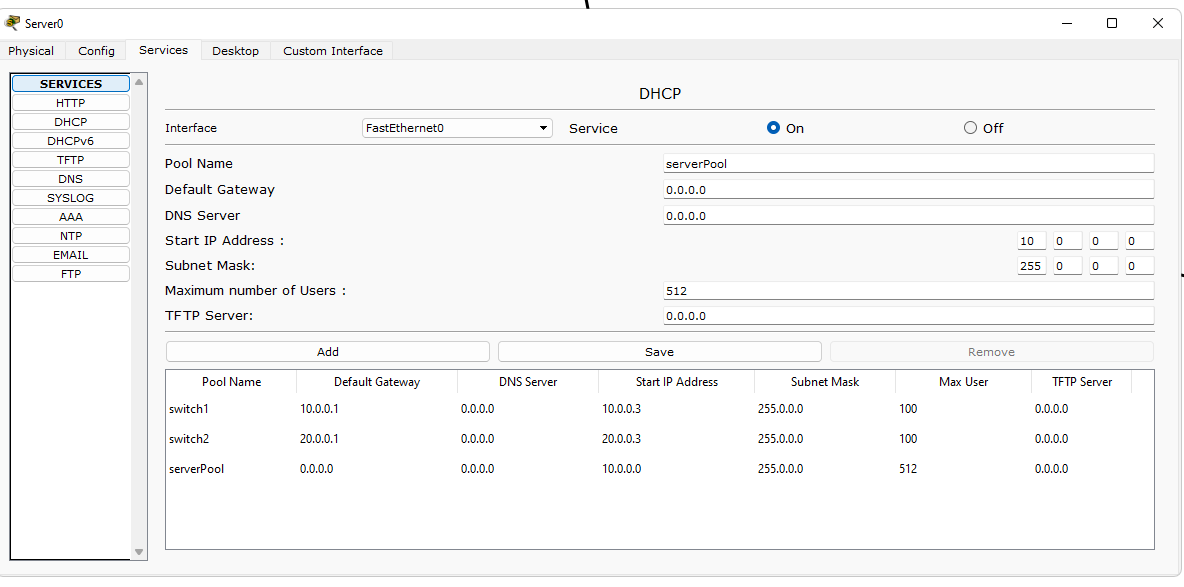 Server0
Physical Config Services Desktop Custom Interface
SERVICES
HTTP
DHCP
DHCPv6
TFTP
DNS
SYSLOG
AAA
NTP
EMAIL
FTP
DHCP
Interface FastEthernet0 Service On Off
Pool Name serverPool
Default Gateway 0.0.0.0
DNS Server 0.0.0.0
Start IP Address : 10 0 0 0
Subnet Mask: 255 0 0 0
Maximum number of Users : 512
TFTP Server: 0.0.0.0
Add Save Remove
Pool Name Default Gateway DNS Server Start IP Address Subnet Mask Max User TFTP Server
switch1 10.0.0.1 0.0.0.0 10.0.0.3 255.0.0.0 100 0.0.0.0
switch2 20.0.0.1 0.0.0.0 20.0.0.3 255.0.0.0 100 0.0.0.0
serverPool 0.0.0.0 0.0.0.0 10.0.0.0 255.0.0.0 512 0.0.0.0